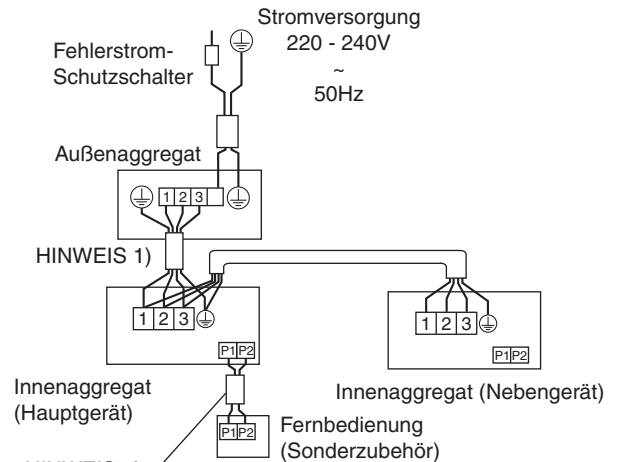 Stromversorgung
220 - 240V
~
50Hz
Fehlerstrom-
Schutzschalter
Außenaggregat
1 2 3
HINWEIS 1)
1 2 3
P1 P2
1 2 3
P1 P2
Innenaggregat
(Hauptgerät)
Innenaggregat (Nebengerät)
P1 P2
Fernbedienung
(Sonderzubehör)